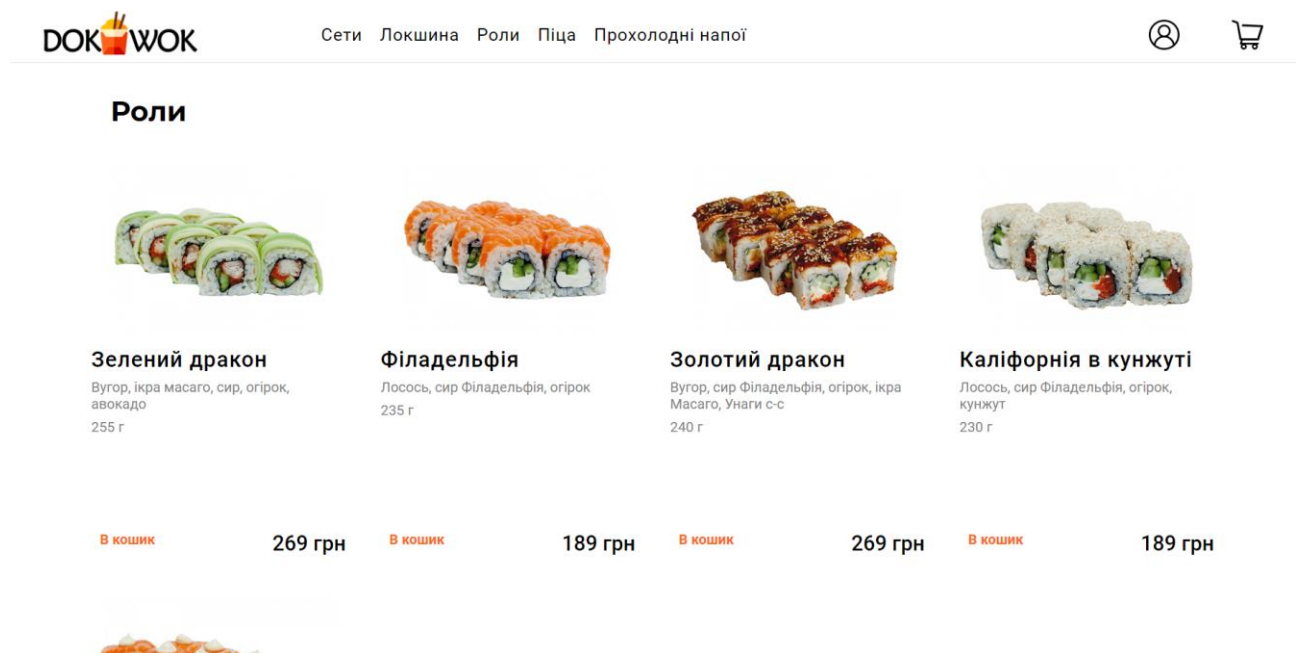 DOK WOK
Сети Локшина Роли Піца Прохолодні напої
Роли
Зелений дракон
Вугор, ікра масаго, сир, огірок,
авокадо
255 г
В кошик
269 грн
Філадельфія
Лосось, сир Філадельфія, огірок
235 г
В кошик
189 грн
Золотий дракон
Вугор, сир Філадельфія, огірок, ікра
Масаго, Унаги с-с
240 г
В кошик
269 грн
Каліфорнія в кунжуті
Лосось, сир Філадельфія, огірок,
кунжут
230 г
В кошик
189 грн